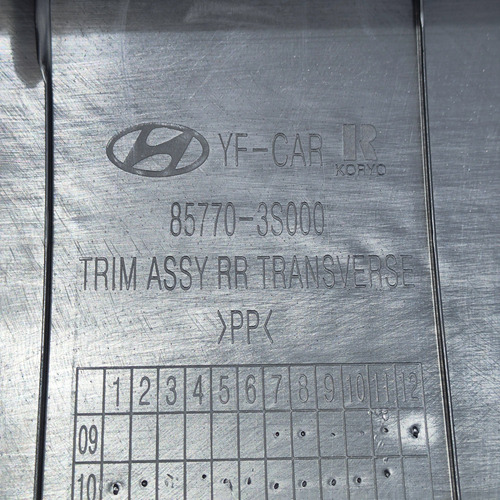 YF-CAR KORYO
85770-3S000
TRIM ASSY RR TRANSVERSE
>PP<
1 2 3 4 5 6 7 8 9 10 11 12
09
10